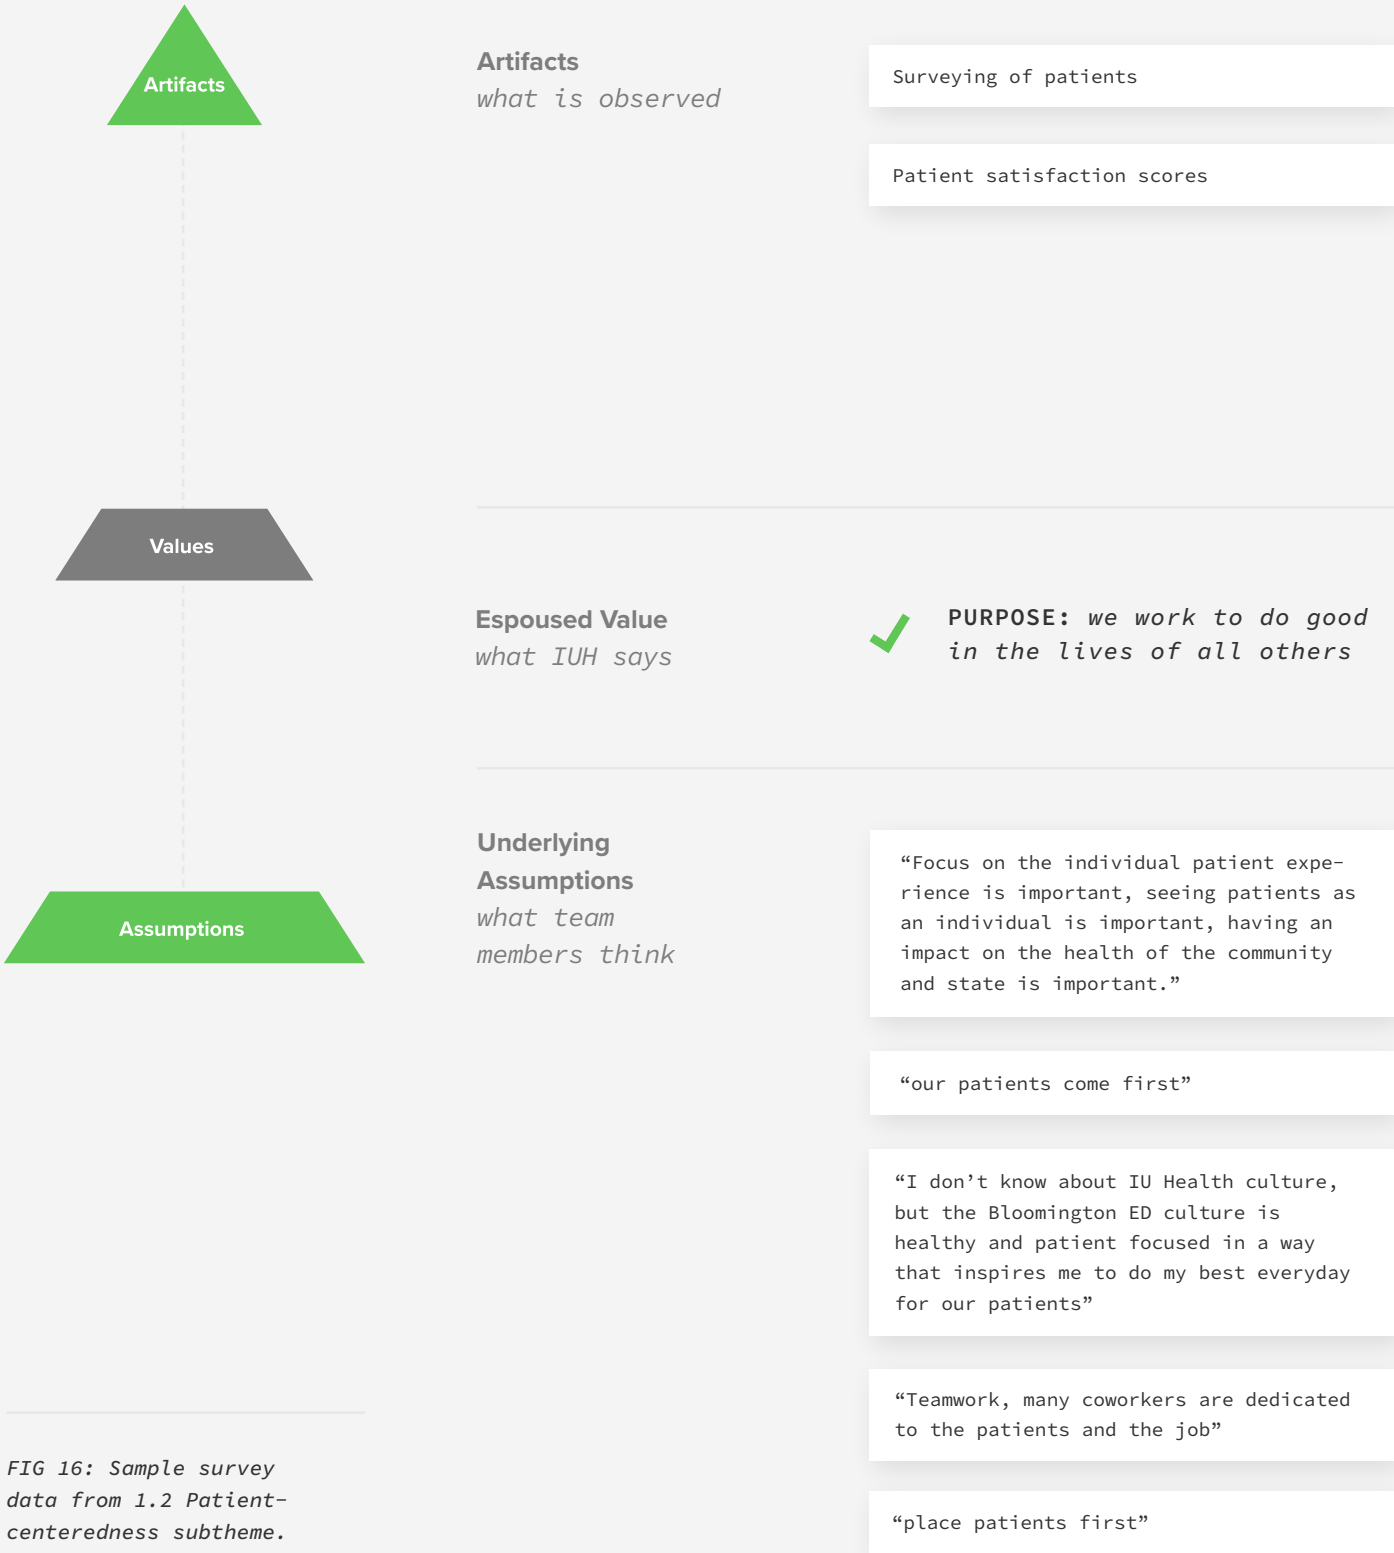 Artifacts
Artifacts
what is observed
Surveying of patients
Patient satisfaction scores
Values
Espoused Value
what IUH says
PURPOSE: we work to do good
in the lives of all others
Assumptions
Underlying
Assumptions
what team
members think
“Focus on the individual patient expe-
rience is important, seeing patients as
an individual is important, having an
impact on the health of the community
and state is important.”
“our patients come first”
“I don’t know about IU Health culture,
but the Bloomington ED culture is
healthy and patient focused in a way
that inspires me to do my best everyday
for our patients”
“Teamwork, many coworkers are dedicated
to the patients and the job”
“place patients first”
FIG 16: Sample survey
data from 1.2 Patient-
centeredness subtheme.